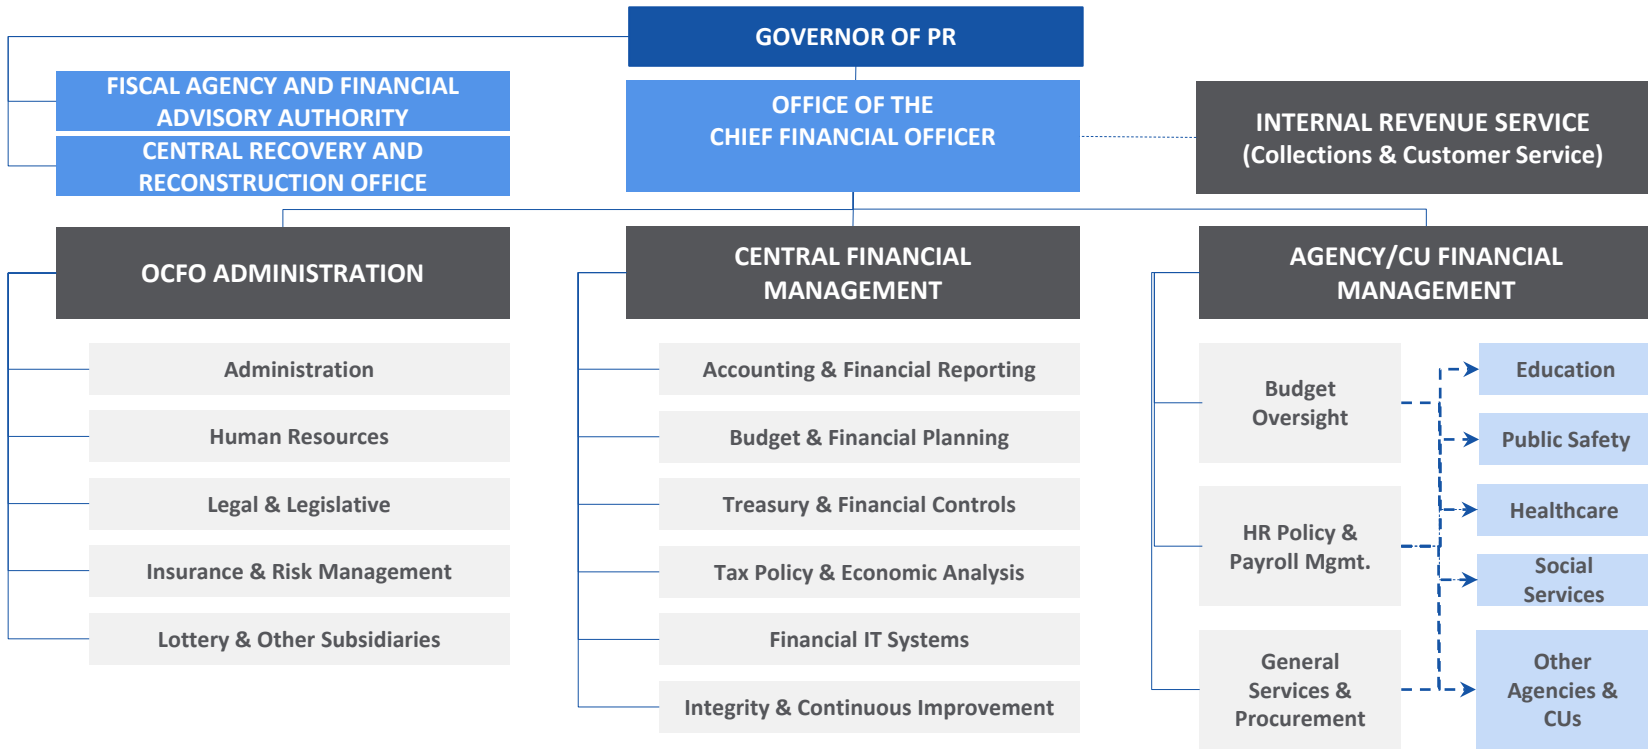 GOVERNOR OF PR
FISCAL AGENCY AND FINANCIAL
ADVISORY AUTHORITY
CENTRAL RECOVERY AND
RECONSTRUCTION OFFICE
OFFICE OF THE
CHIEF FINANCIAL OFFICER
INTERNAL REVENUE SERVICE
(Collections & Customer Service)
OCFO ADMINISTRATION
Administration
Human Resources
Legal & Legislative
Insurance & Risk Management
Lottery & Other Subsidiaries
CENTRAL FINANCIAL
MANAGEMENT
Accounting & Financial Reporting
Budget & Financial Planning
Treasury & Financial Controls
Tax Policy & Economic Analysis
Financial IT Systems
Integrity & Continuous Improvement
AGENCY/CU FINANCIAL
MANAGEMENT
Budget
Oversight
HR Policy &
Payroll Mgmt.
General
Services &
Procurement
Education
Public Safety
Healthcare
Social
Services
Other
Agencies &
CUs